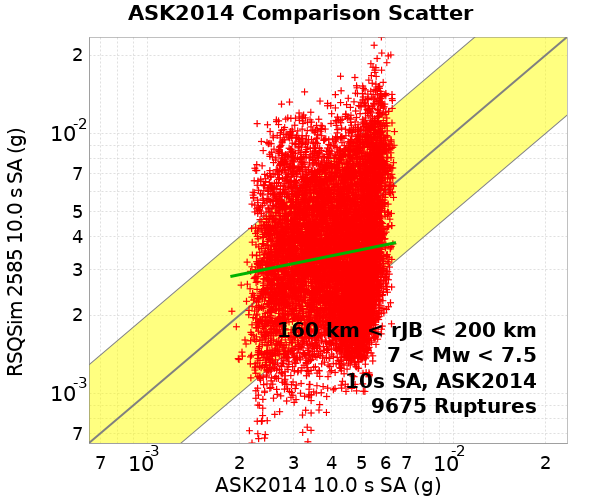 ASK2014 Comparison Scatter
RSQSim 2585 10.0 s SA (g)
2
10^-2
7
5
4
3
2
10^-3
7
160 km < rJB < 200 km
7 < Mw < 7.5
10s SA, ASK2014
9675 Ruptures
7 10^-3 2 3 4 5 6 7 10^-2 2
ASK2014 10.0 s SA (g)